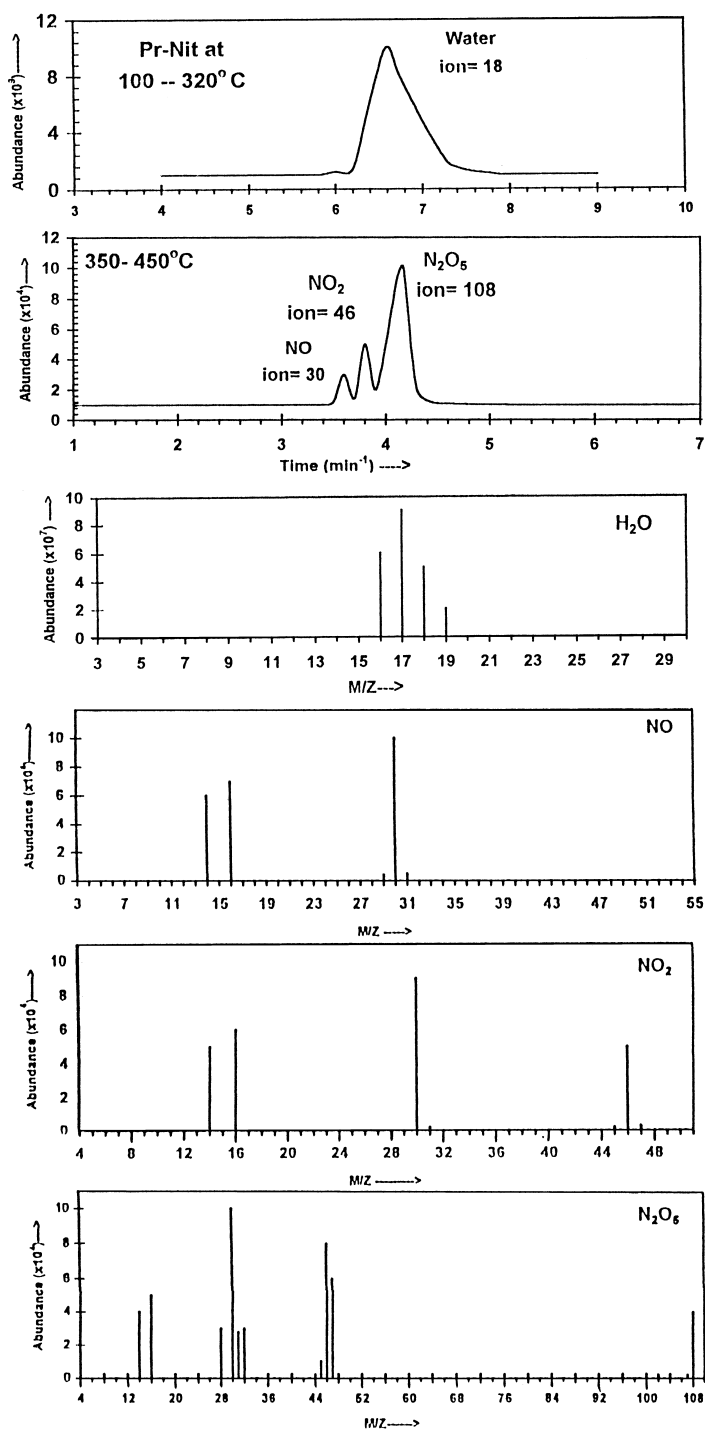 12
Pr-Nit at
100 -- 320°C
Water
ion= 18
8
4
0
Abundance (x10³)---->
3 4 5 6 7 8 9 10
12
350- 450°C
10
8
6
4
2
0
Abundance (x10⁴)---->
NO₂
ion= 46
N₂O₅
ion= 108
NO
ion= 30
1 2 3 4 5 6 7
Time (min⁻¹) ---->
10
8
6
4
2
0
Abundance (x10⁷) --->
H₂O
3 5 7 9 11 13 15 17 19 21 23 25 27 29
M/Z--->
10
8
6
4
2
0
NO
3 7 11 15 19 23 27 31 35 39 43 47 51 55
M/Z ---->
10
8
6
4
2
0
Abundance (x10⁴)---->
NO₂
4 8 12 16 20 24 28 32 36 40 44 48
M/Z ------>
10
8
6
4
2
0
Abundance (x10⁴)---->
N₂O₅
4 12 20 28 36 44 52 60 68 76 84 92 100 108
M/Z----->